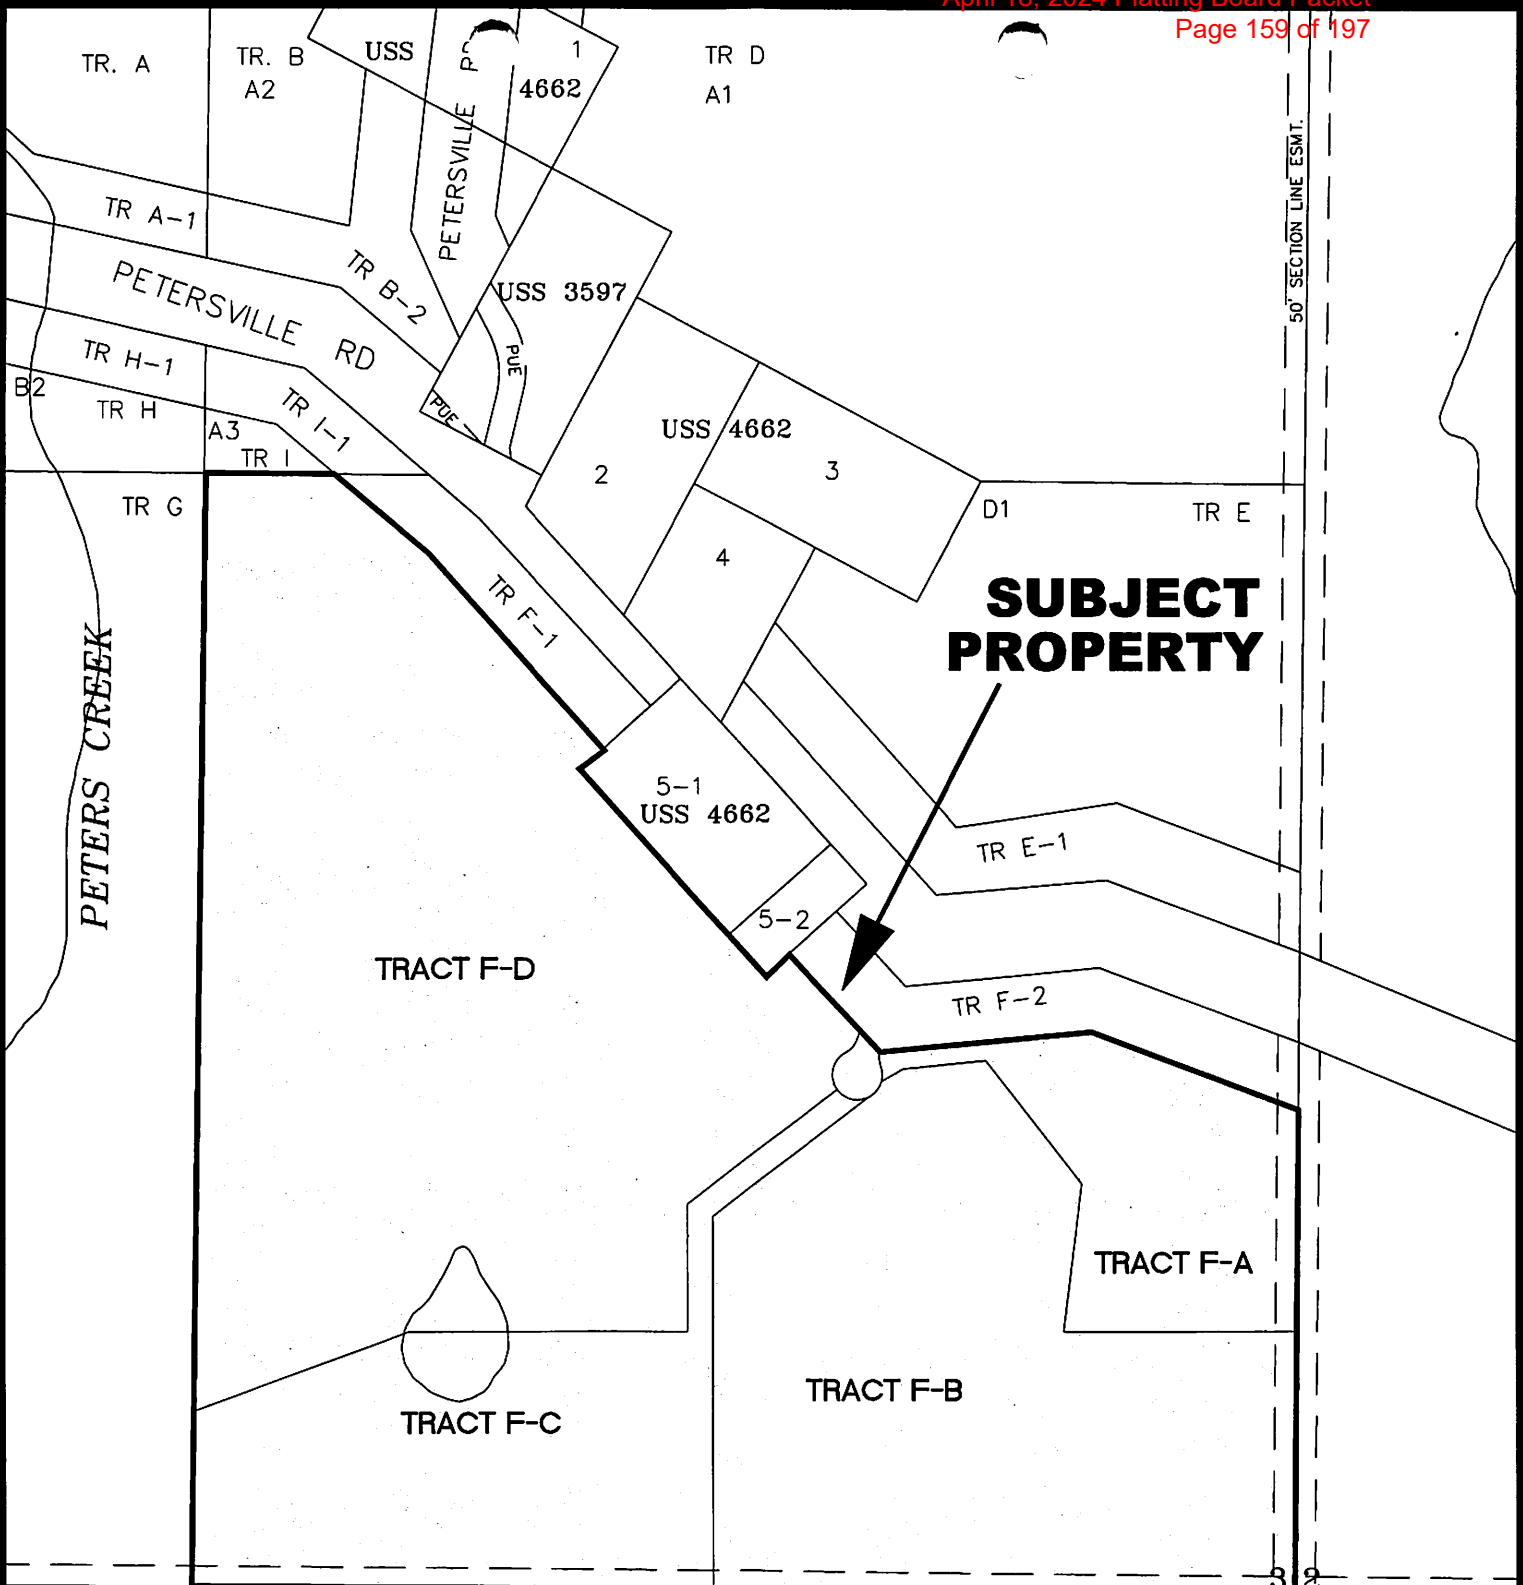 Page 159 of 197
TR. A
TR. B
A2
USS
1
4662
TR D
A1
PETERSVILLE
50' SECTION LINE ESMT.
TR A-1
TR B-2
PETERSVILLE RD
USS 3597
PUE
PUE
TR H-1
B2
TR H
A3
TR I-1
TR I
USS 4662
2
3
4
TR G
D1
TR E
SUBJECT
PROPERTY
TR F-1
PETERS CREEK
5-1
USS 4662
TR E-1
5-2
TRACT F-D
TR F-2
TRACT F-A
TRACT F-B
TRACT F-C